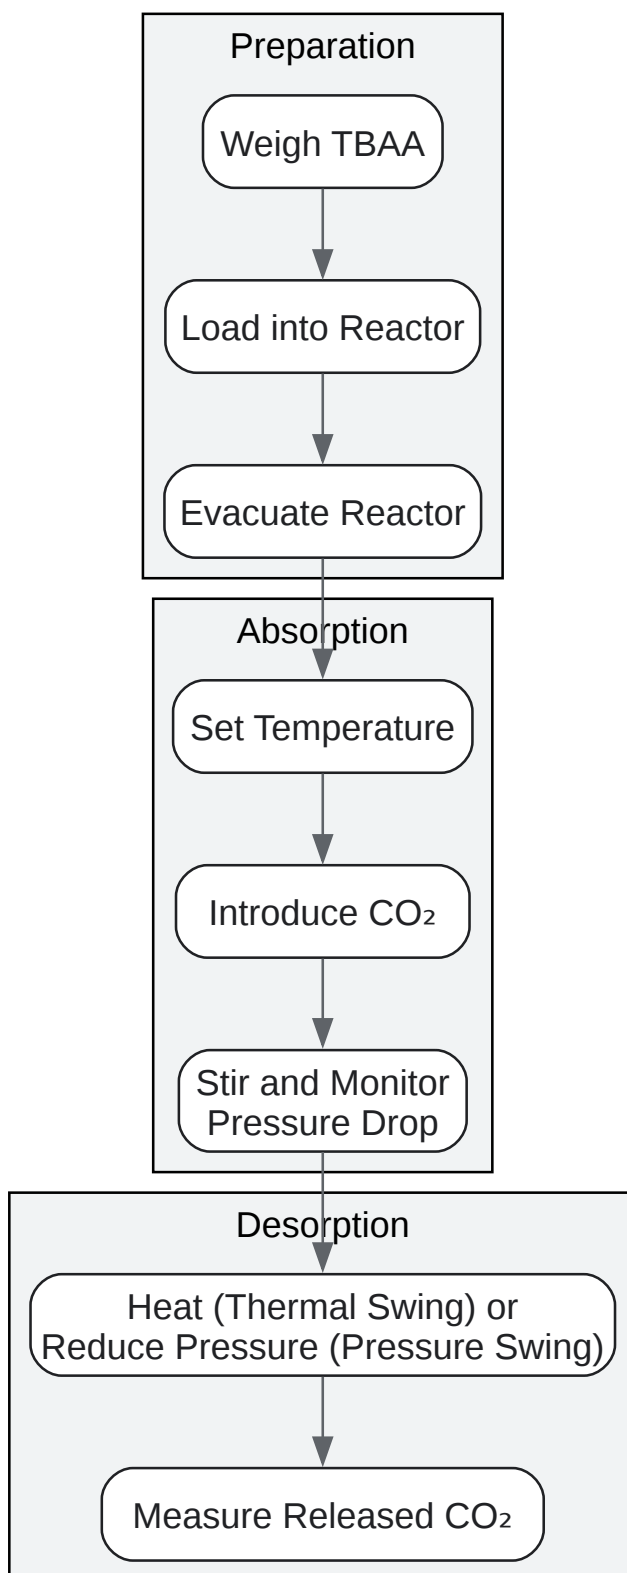 Preparation
Weigh TBAA
Load into Reactor
Evacuate Reactor
Absorption
Set Temperature
Introduce CO₂
Stir and Monitor
Pressure Drop
Desorption
Heat (Thermal Swing) or
Reduce Pressure (Pressure Swing)
Measure Released CO₂